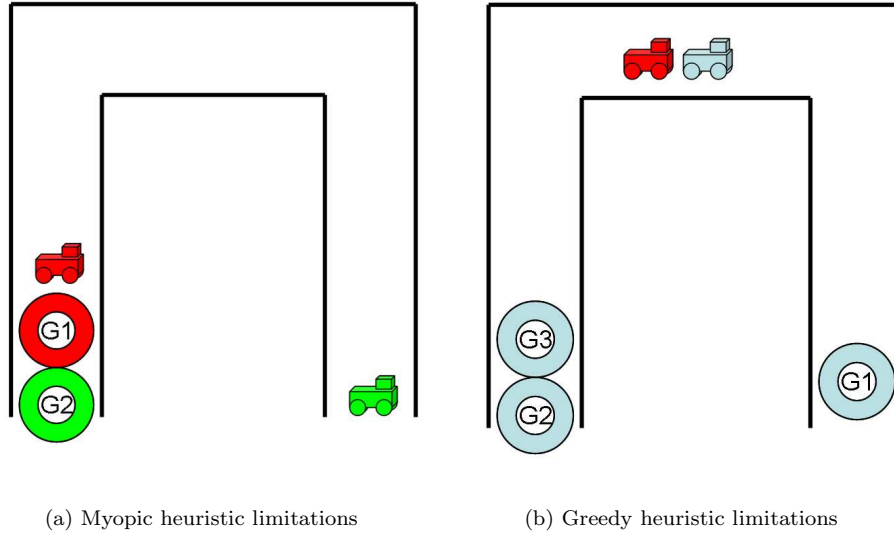 G1
G2
G3
G2
G1
(a) Myopic heuristic limitations
(b) Greedy heuristic limitations